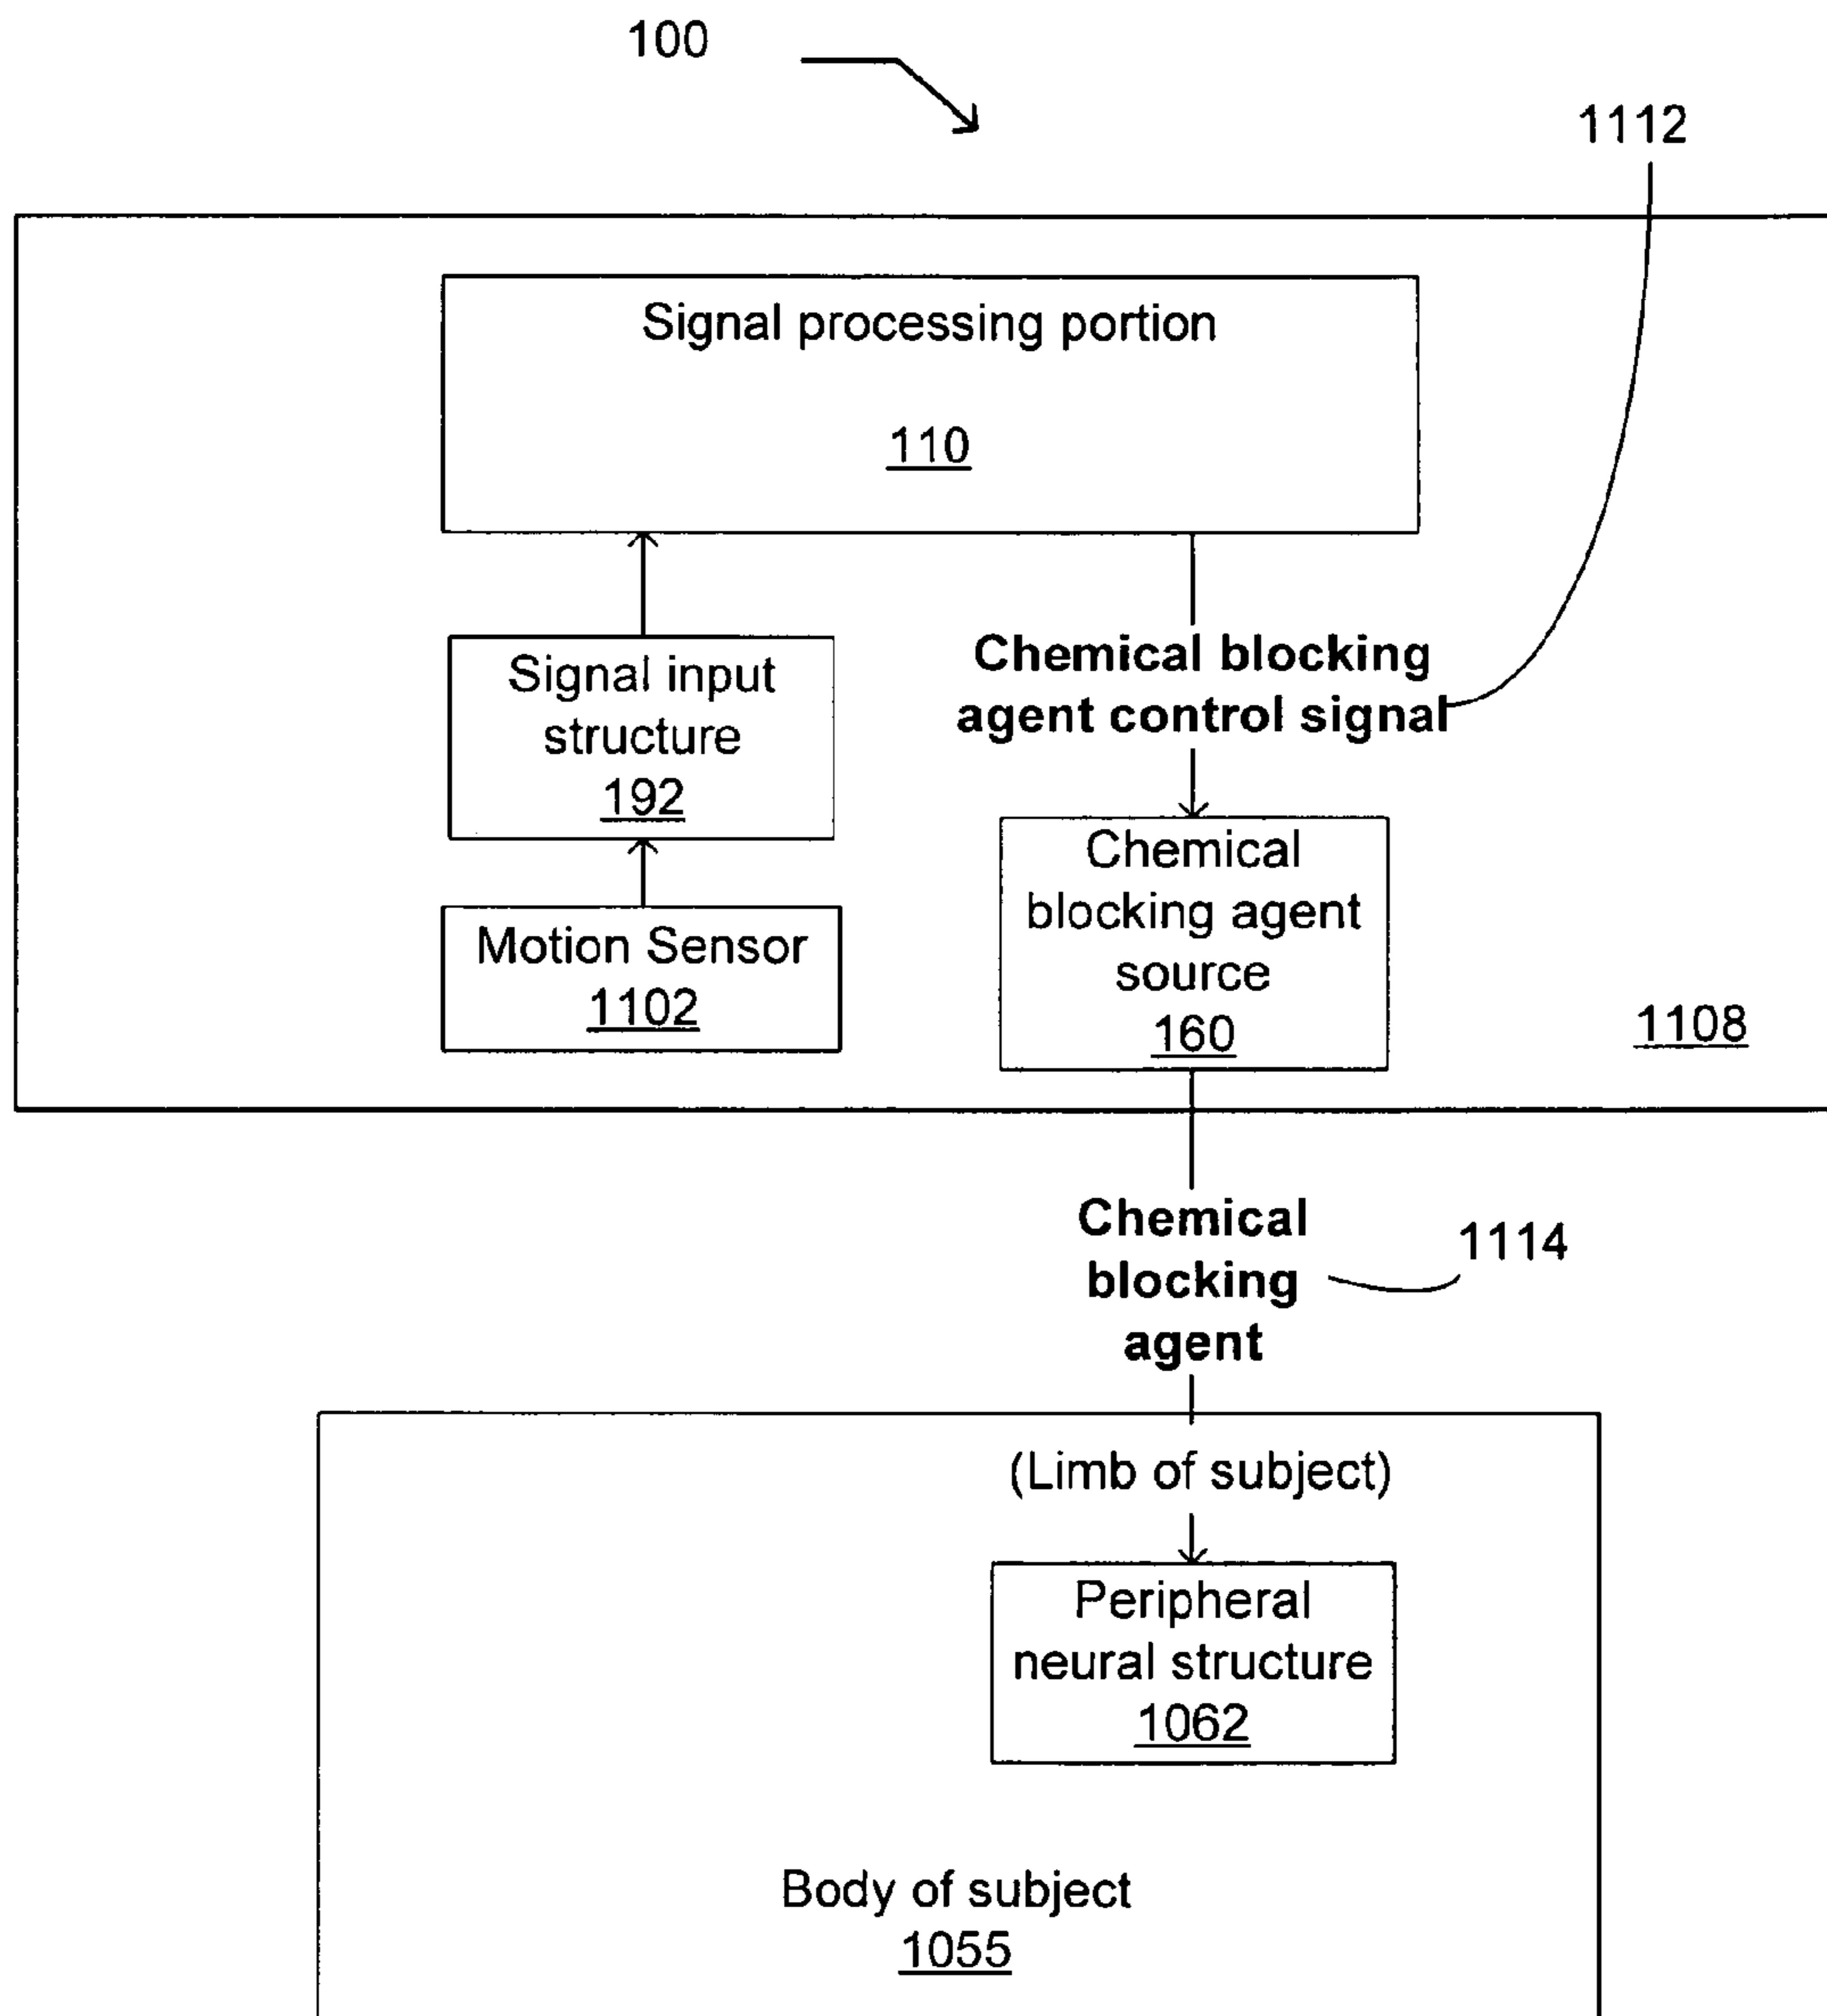 100
1112
Signal processing portion
110
Signal input
structure
192
Chemical blocking
agent control signal
Motion Sensor
1102
Chemical
blocking agent
source
160
1108
Chemical
blocking
agent
1114
(Limb of subject)
Peripheral
neural structure
1062
Body of subject
1055